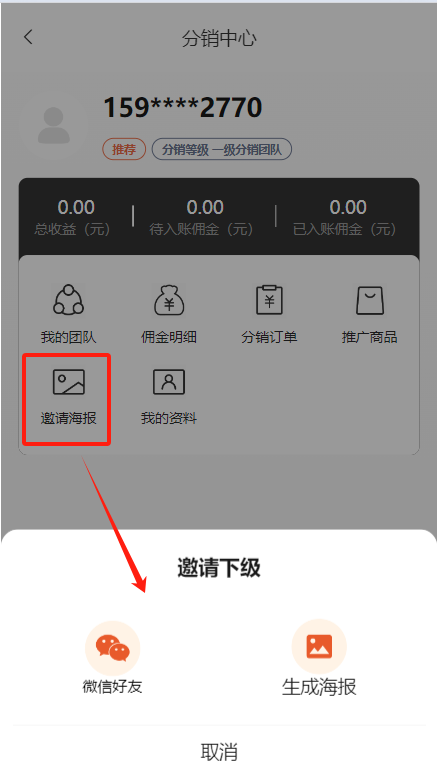 分销中心
159****2770
推荐 分销等级 一级分销团队
0.00 0.00 0.00
总收益（元） 待入账佣金（元） 已入账佣金（元）
我的团队 佣金明细 分销订单 推广商品
邀请海报 我的资料
邀请下级
微信好友 生成海报
取消